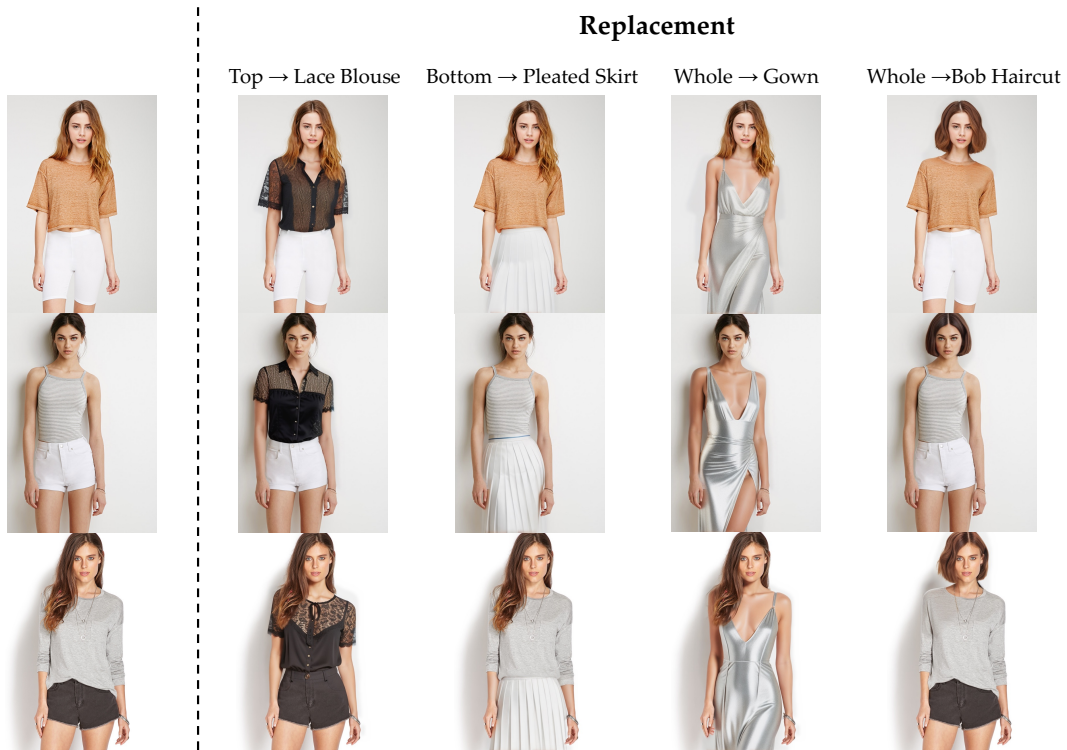 Replacement
Top → Lace Blouse
Bottom → Pleated Skirt
Whole → Gown
Whole →Bob Haircut